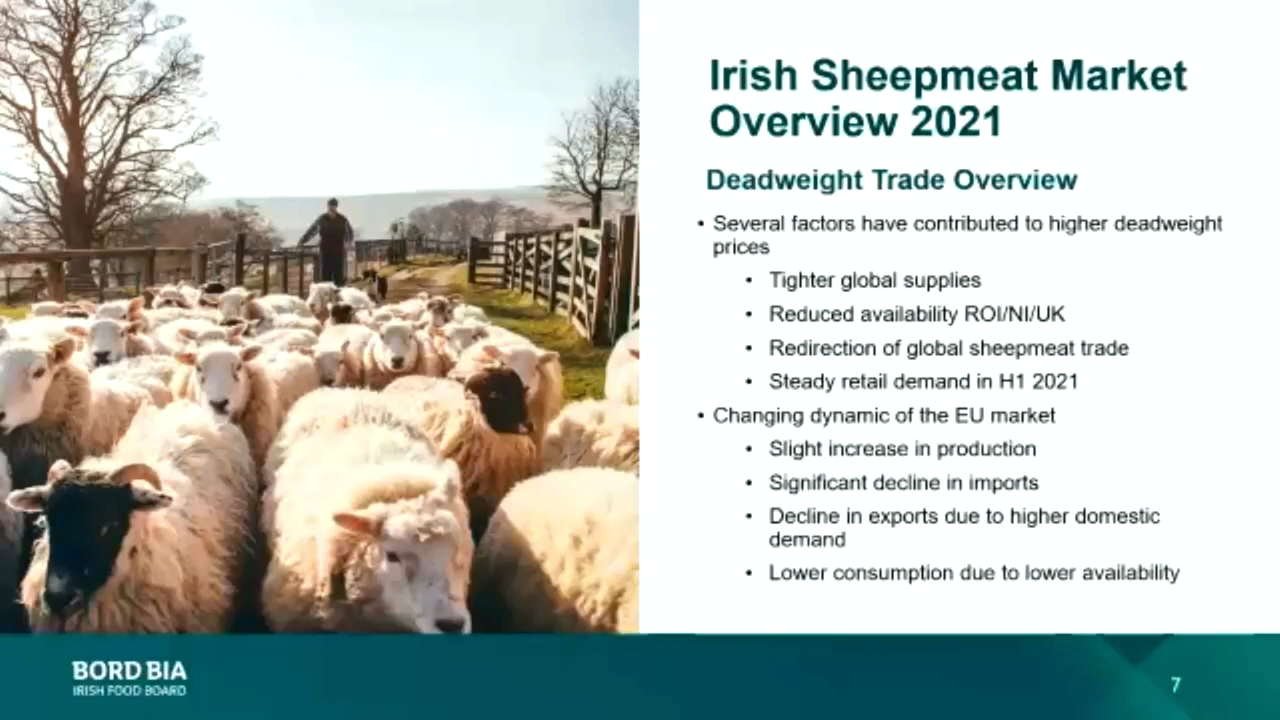 Irish Sheepmeat Market
Overview 2021
Deadweight Trade Overview
• Several factors have contributed to higher deadweight
prices
• Tighter global supplies
• Reduced availability ROI/NI/UK
• Redirection of global sheepmeat trade
• Steady retail demand in H1 2021
• Changing dynamic of the EU market
• Slight increase in production
• Significant decline in imports
• Decline in exports due to higher domestic
demand
• Lower consumption due to lower availability
BORD BIA
IRISH FOOD BOARD
7